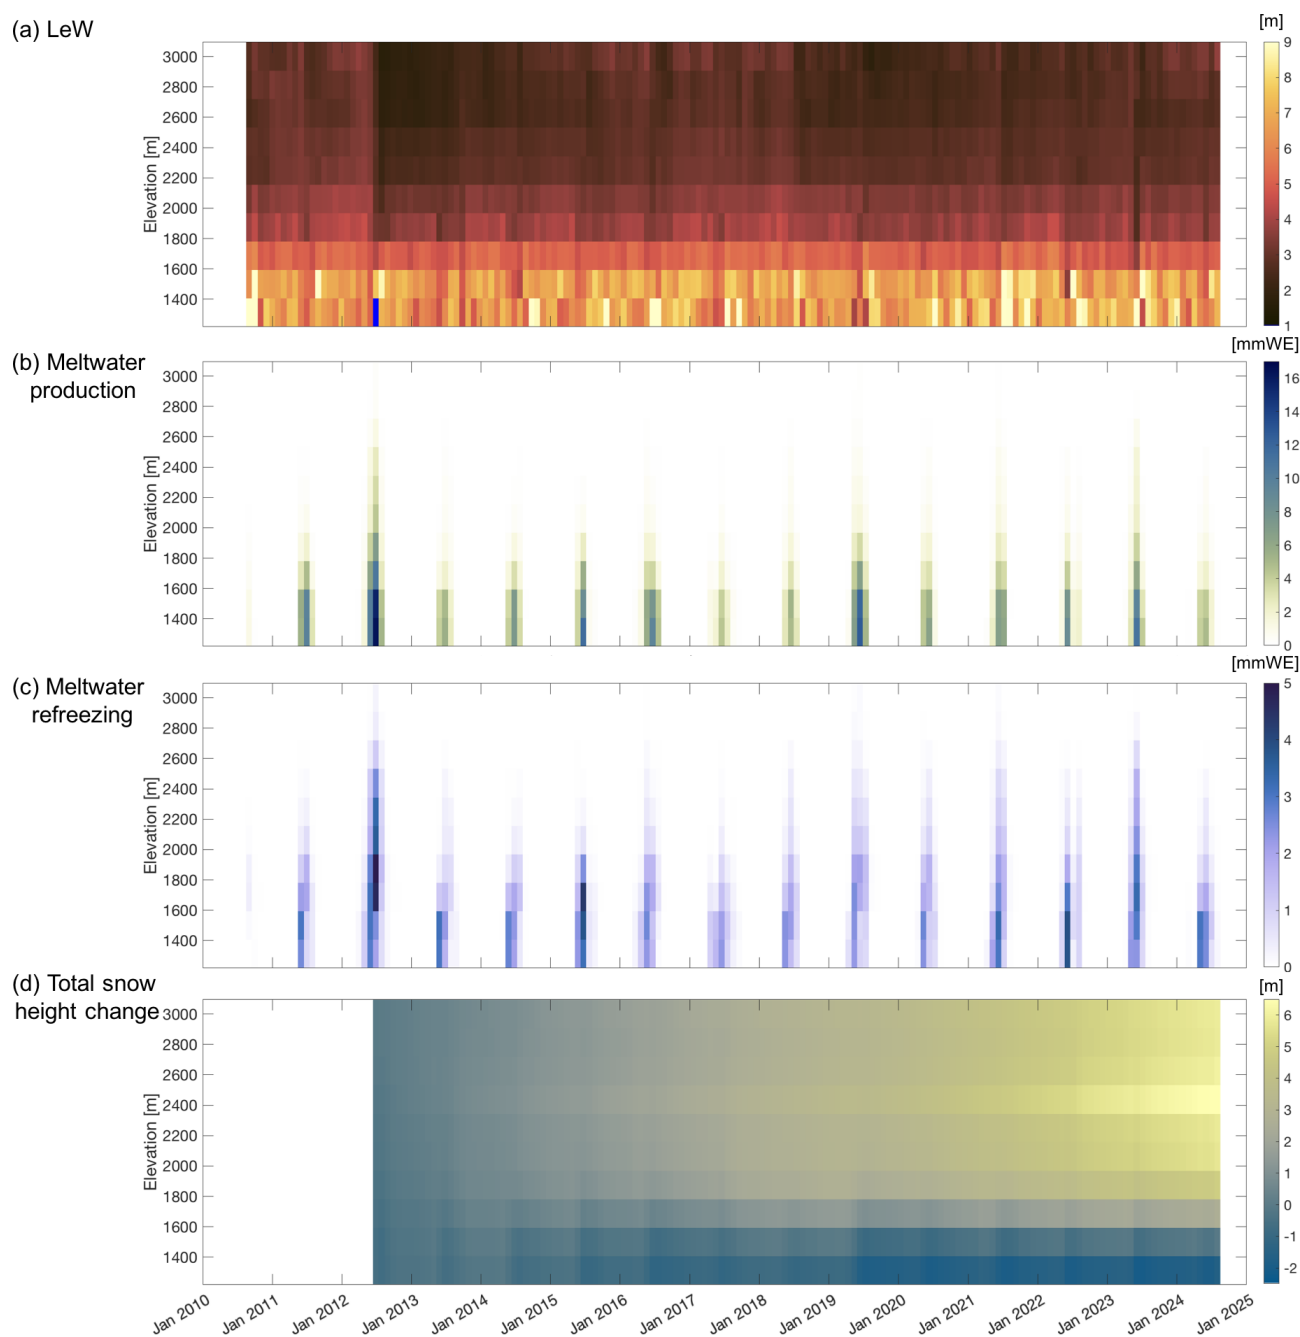 (a) LeW
[m]
3000
2800
2600
2400
2200
2000
1800
1600
1400
Elevation [m]
9
8
7
6
5
4
3
2
1
(b) Meltwater
production
[mmWE]
3000
2800
2600
2400
2200
2000
1800
1600
1400
Elevation [m]
16
14
12
10
8
6
4
2
0
(c) Meltwater
refreezing
[mmWE]
3000
2800
2600
2400
2200
2000
1800
1600
1400
Elevation [m]
5
4
3
2
1
0
(d) Total snow
height change
[m]
3000
2800
2600
2400
2200
2000
1800
1600
1400
Elevation [m]
6
5
4
3
2
1
0
-1
-2
Jan 2010
Jan 2011
Jan 2012
Jan 2013
Jan 2014
Jan 2015
Jan 2016
Jan 2017
Jan 2018
Jan 2019
Jan 2020
Jan 2021
Jan 2022
Jan 2023
Jan 2024
Jan 2025